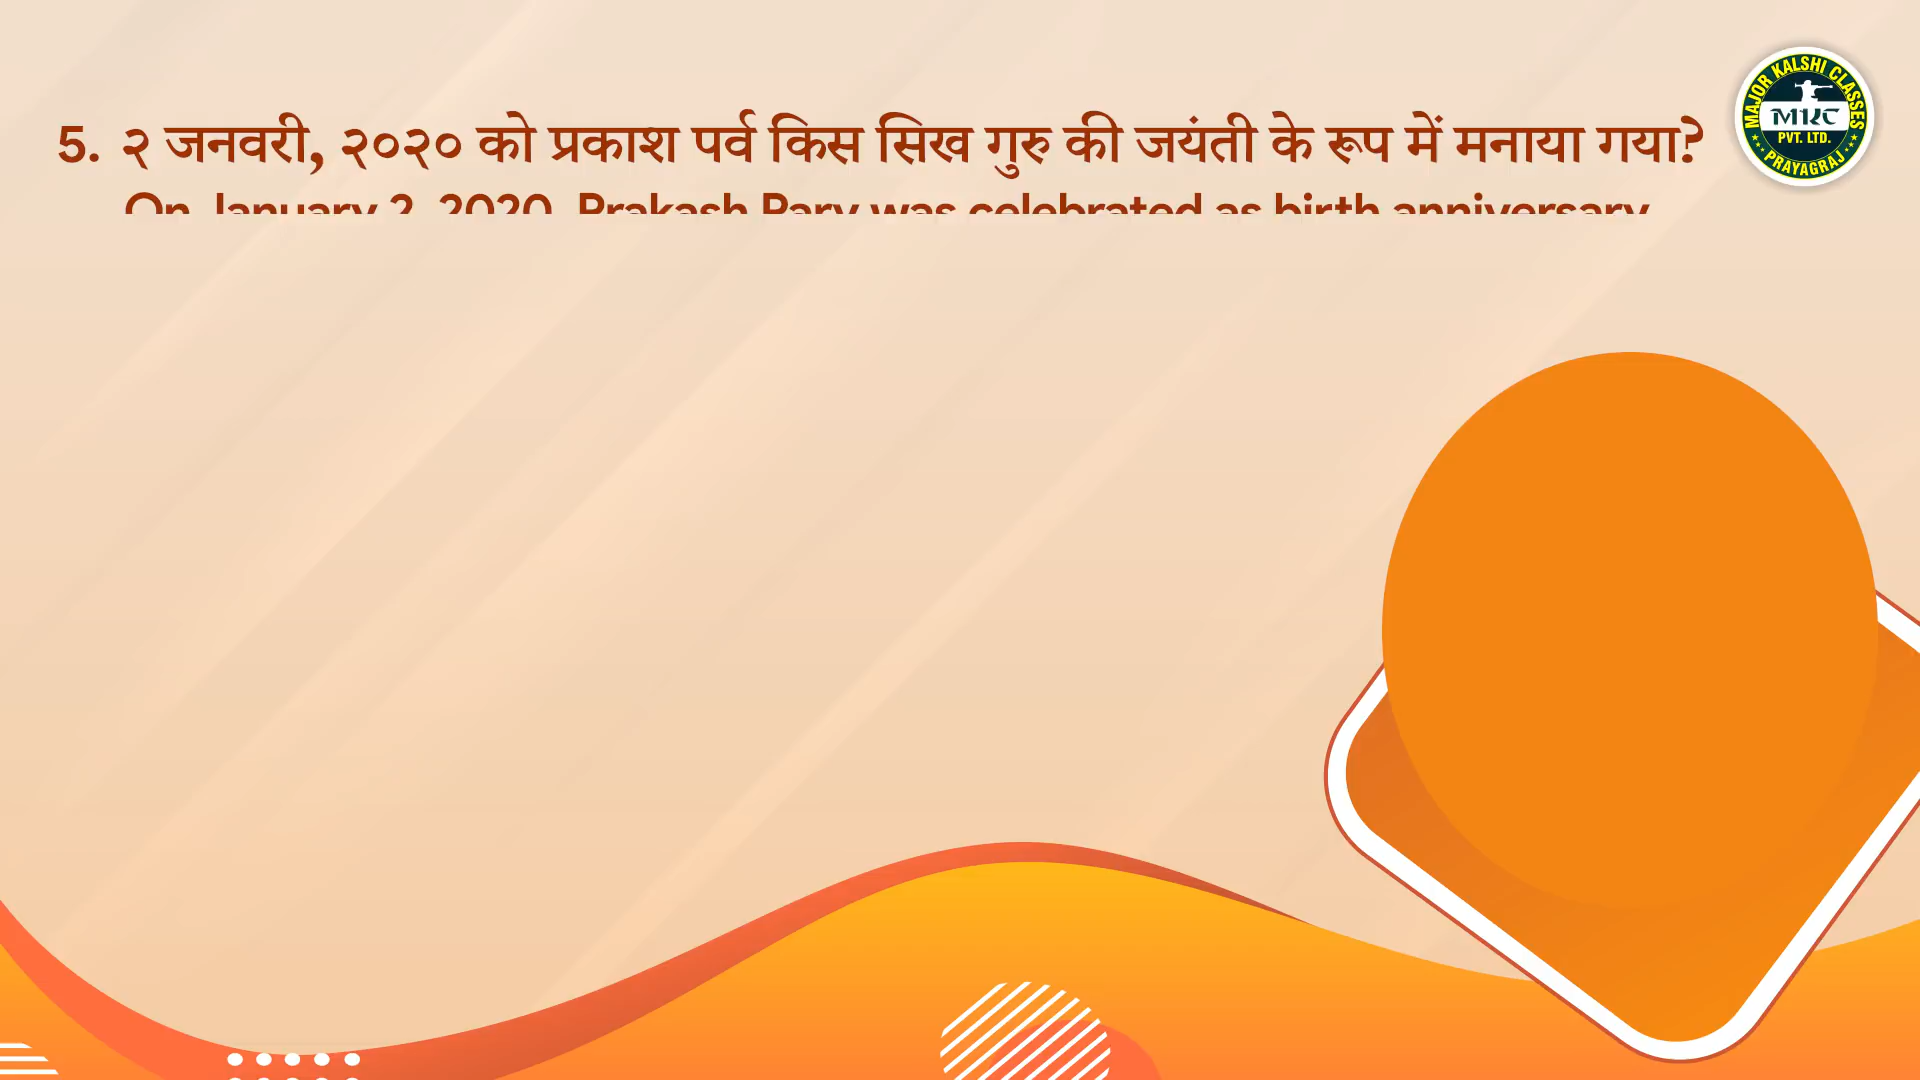 5. २ जनवरी, २०२० को प्रकाश पर्व किस सिख गुरु की जयंती के रूप में मनाया गया?
On January 2, 2020, Prakash Parv was celebrated as birth anniversary
MAJOR KALSHI CLASSES
MKC
PVT. LTD.
PRAYAGRAJ